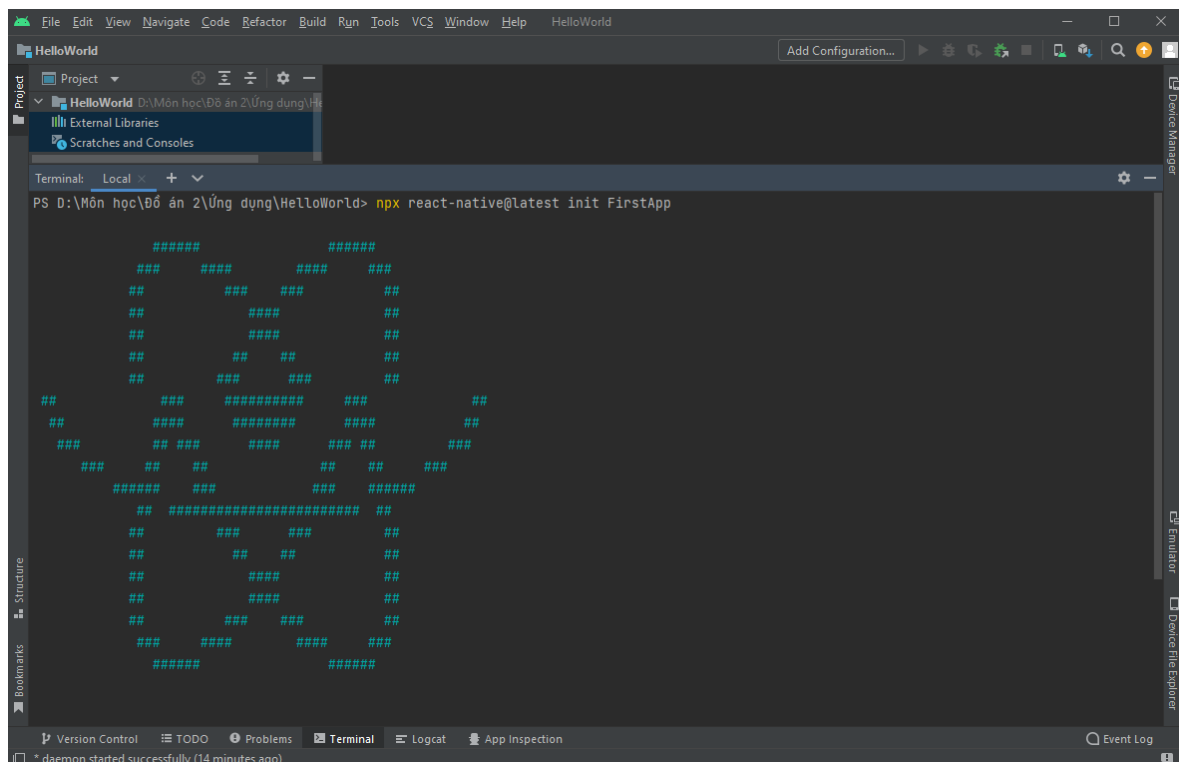 File Edit View Navigate Code Refactor Build Run Tools VCS Window Help HelloWorld
HelloWorld
Add Configuration...
Project
Project
HelloWorld D:\Môn học\Đồ án 2\Ứng dụng\He
External Libraries
Scratches and Consoles
Device Manager
Terminal: Local
PS D:\Môn học\Đồ án 2\Ứng dụng\HelloWorld> npx react-native@latest init FirstApp
               ######                ######
             ###     ####        ####     ###
            ##          ###    ###          ##
            ##             ####             ##
            ##             ####             ##
            ##           ##    ##           ##
            ##         ###      ###         ##
 ##             ###     ##########     ###             ##
  ##           ####     ########      ####           ##
   ###         ## ###      ####      ### ##         ###
      ###     ##    ##              ##    ##     ###
          ######    ###            ###    ######
             ##  ########################  ##
            ##         ###      ###         ##
            ##           ##    ##           ##
            ##             ####             ##
            ##             ####             ##
            ##          ###    ###          ##
             ###     ####        ####     ###
               ######                ######
Emulator
Structure
Device File Explorer
Bookmarks
Version Control TODO Problems Terminal Logcat App Inspection Event Log
* daemon started successfully (14 minutes ago)